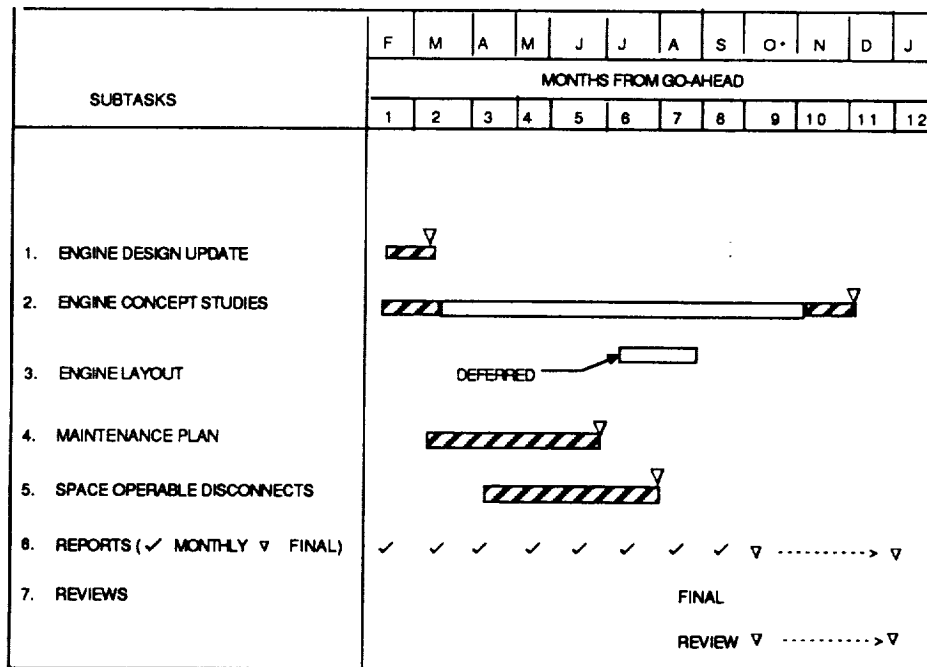 F M A M J J A S O• N D J
MONTHS FROM GO-AHEAD
SUBTASKS
1 2 3 4 5 6 7 8 9 10 11 12
1. ENGINE DESIGN UPDATE
2. ENGINE CONCEPT STUDIES
3. ENGINE LAYOUT DEFERRED
4. MAINTENANCE PLAN
5. SPACE OPERABLE DISCONNECTS
6. REPORTS (✓ MONTHLY ▽ FINAL)
7. REVIEWS FINAL
REVIEW